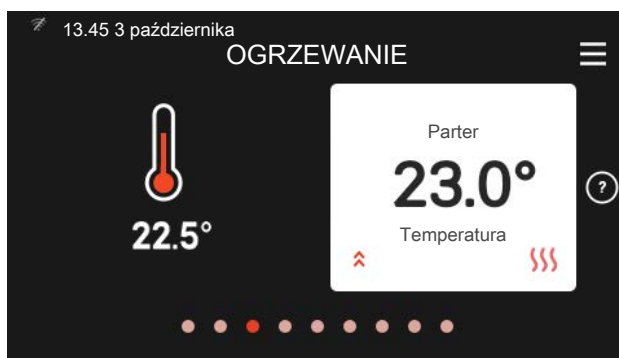 13.45 3 października
OGRZEWANIE
Parter
23.0°
Temperatura
22.5°
?